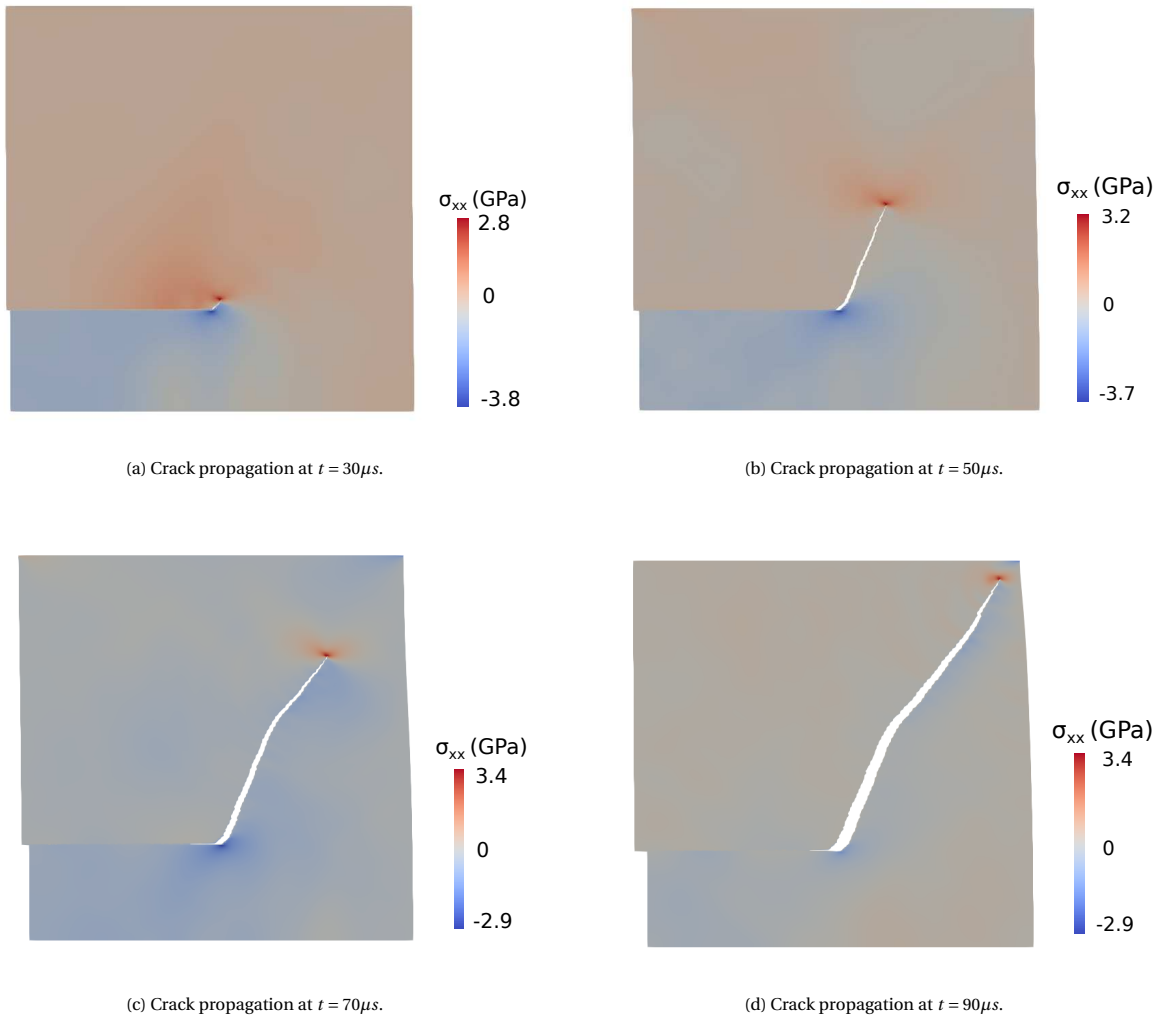 σxx (GPa)
2.8
0
-3.8
(a) Crack propagation at t = 30μs.
σxx (GPa)
3.2
0
-3.7
(b) Crack propagation at t = 50μs.
σxx (GPa)
3.4
0
-2.9
(c) Crack propagation at t = 70μs.
σxx (GPa)
3.4
0
-2.9
(d) Crack propagation at t = 90μs.